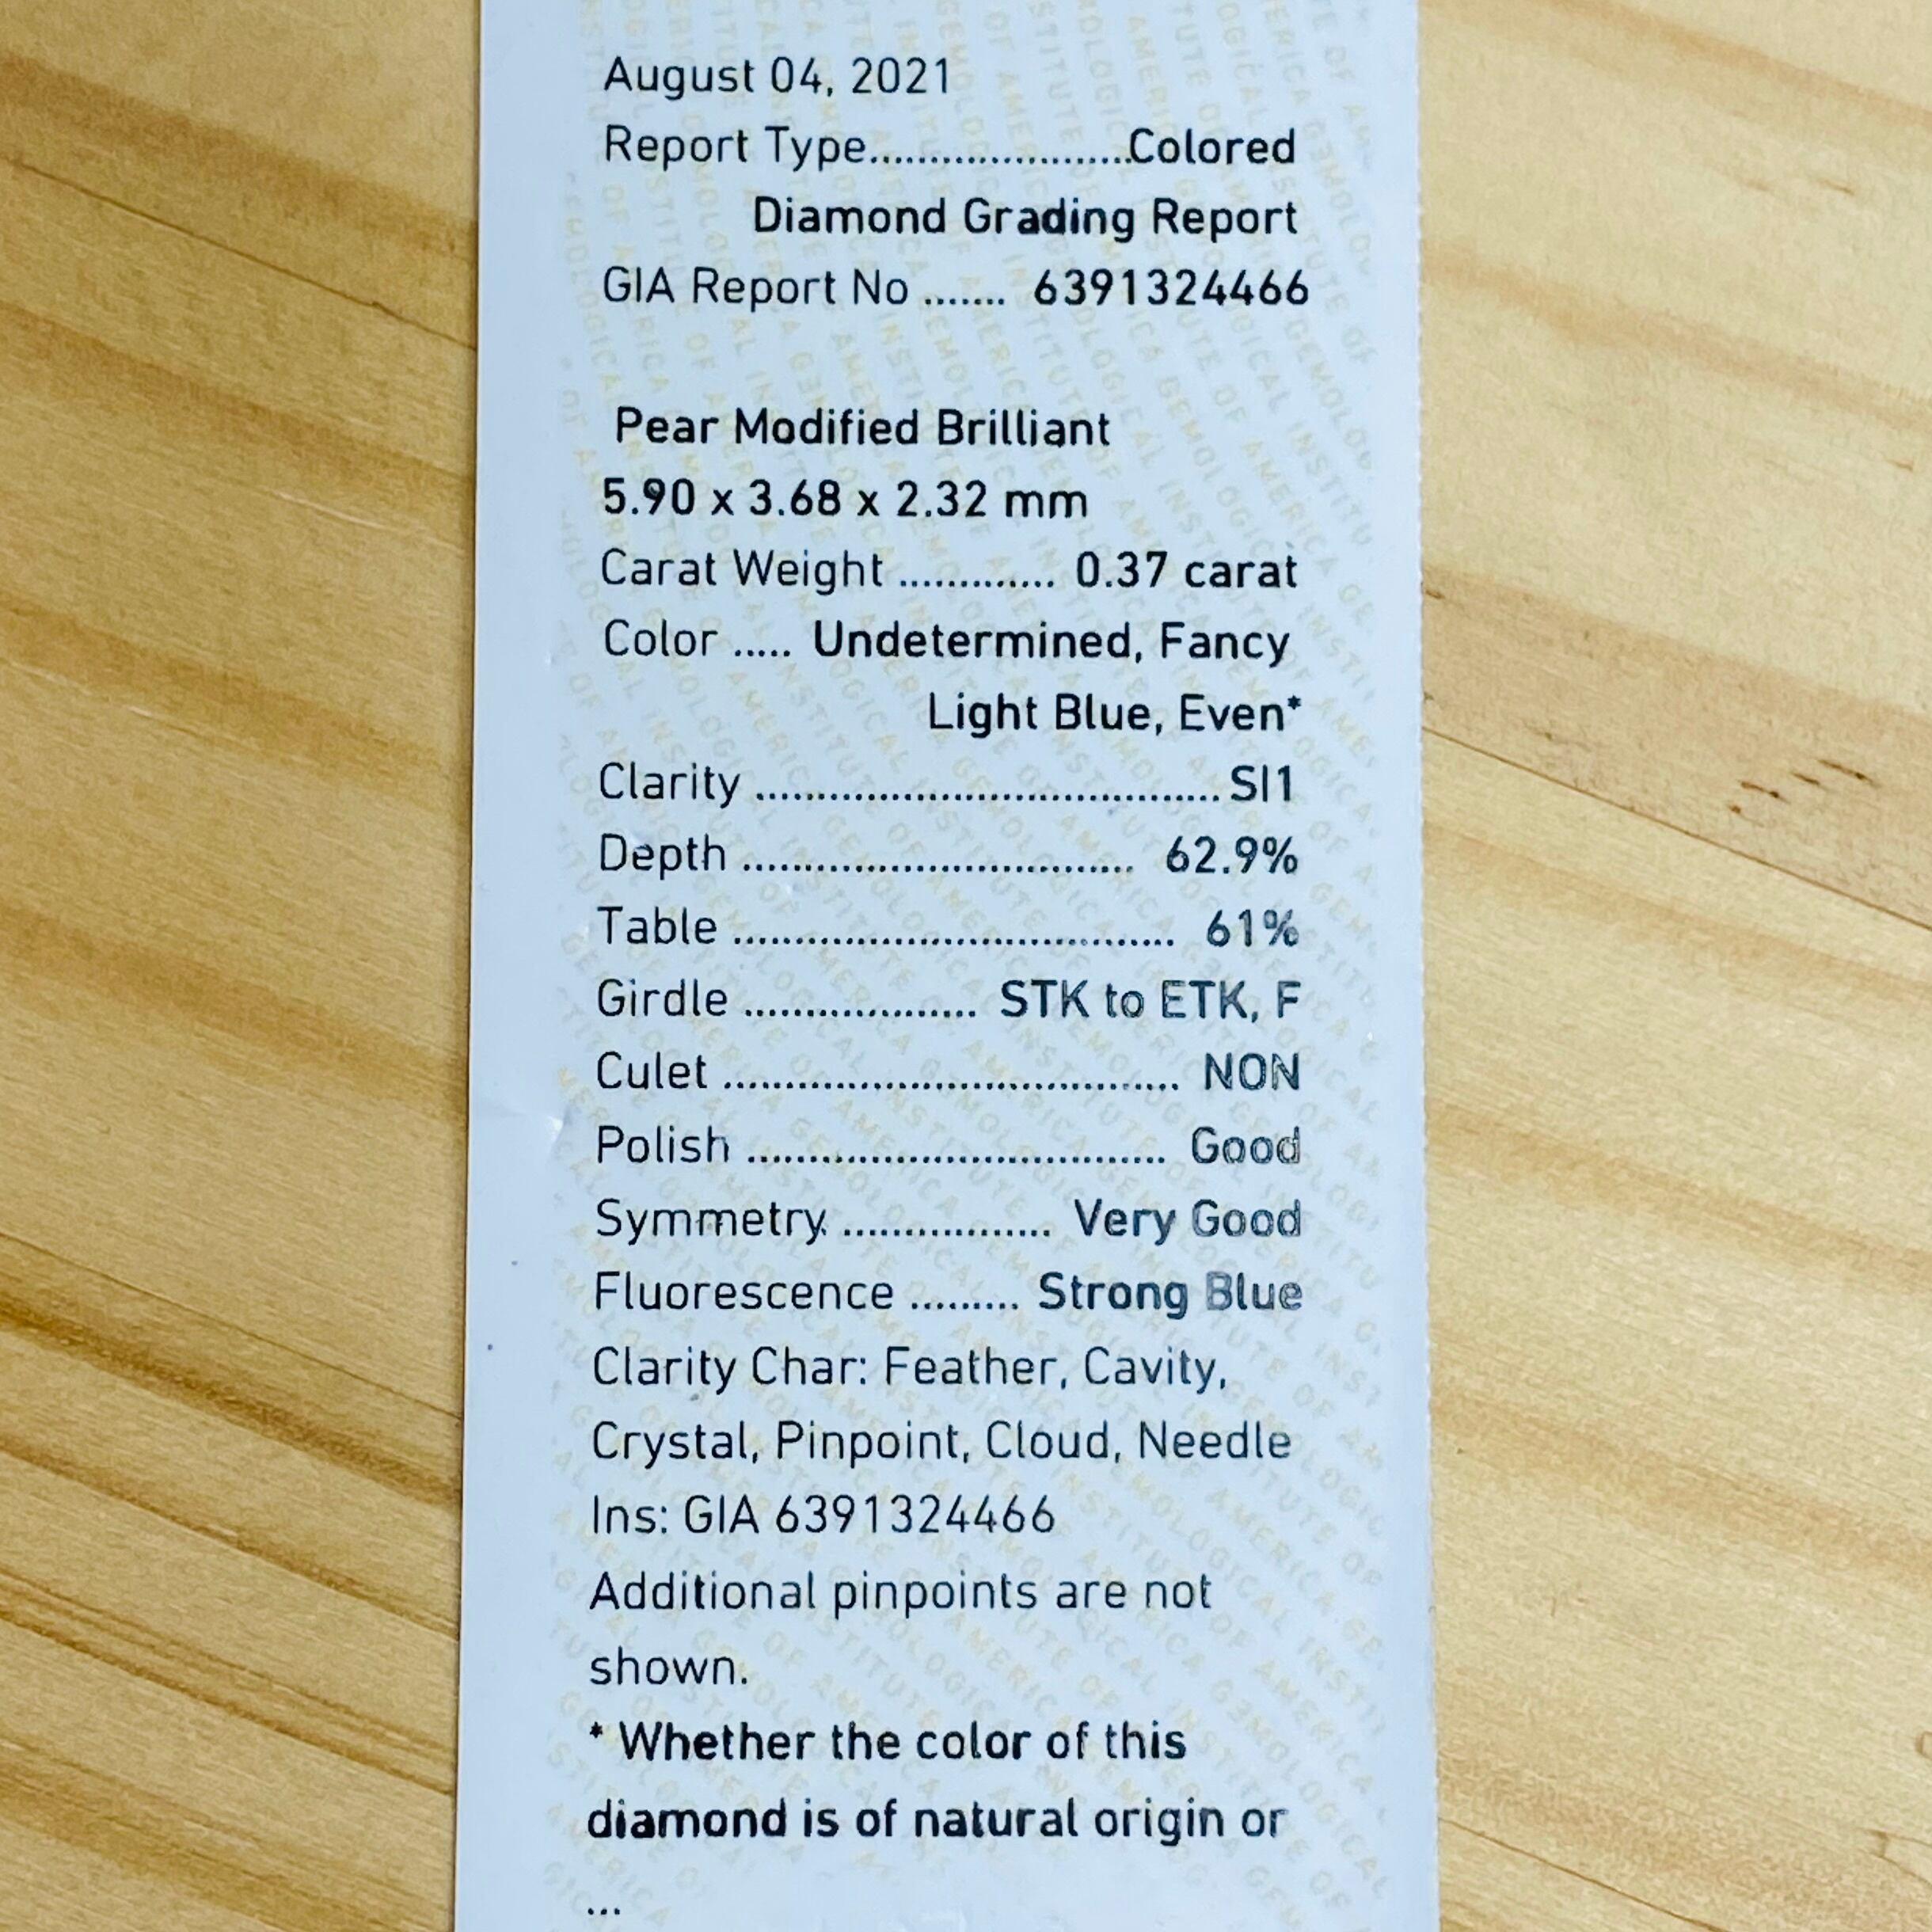 August 04, 2021
Report Type......................Colored
Diamond Grading Report
GIA Report No ....... 6391324466
Pear Modified Brilliant
5.90 x 3.68 x 2.32 mm
Carat Weight ............. 0.37 carat
Color ..... Undetermined, Fancy
Light Blue, Even*
Clarity ...................................... SI1
Depth ................................ 62.9%
Table .................................... 61%
Girdle ................... STK to ETK, F
Culet ..................................... NON
Polish .................................. Good
Symmetry ................. Very Good
Fluorescence ......... Strong Blue
Clarity Char: Feather, Cavity,
Crystal, Pinpoint, Cloud, Needle
Ins: GIA 6391324466
Additional pinpoints are not
shown.
* Whether the color of this
diamond is of natural origin or
...